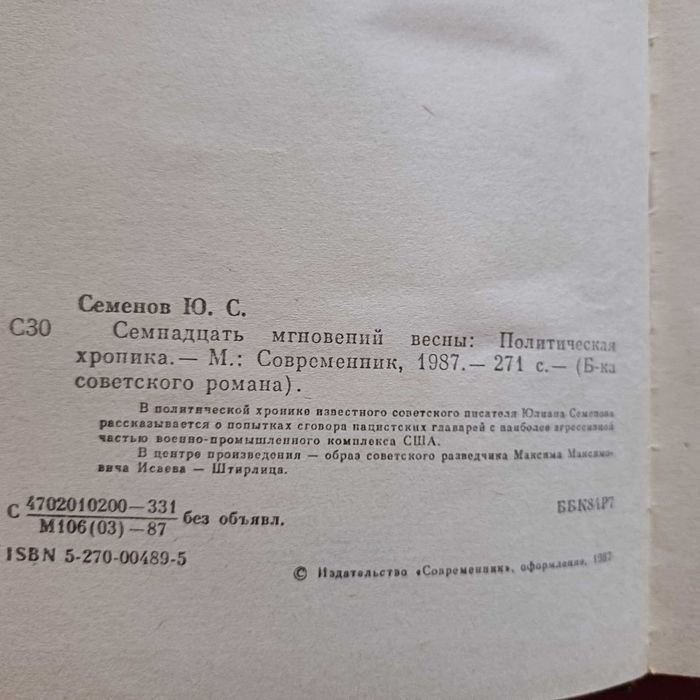 Семенов Ю. С.
С30
Семнадцать мгновений весны: Политическая
хроника.— М.: Современник, 1987.— 271 с.— (Б-ка
советского романа).
В политической хронике известного советского писателя Юлиана Семенова
рассказывается о попытках сговора нацистских главарей с наиболее агрессивной
частью военно-промышленного комплекса США.
В центре произведения — образ советского разведчика Максима Максимо-
вича Исаева — Штирлица.
С 4702010200—331
М106(03)—87 без объявл.
ББК84Р7
ISBN 5-270-00489-5
© Издательство «Современник», оформление, 1987